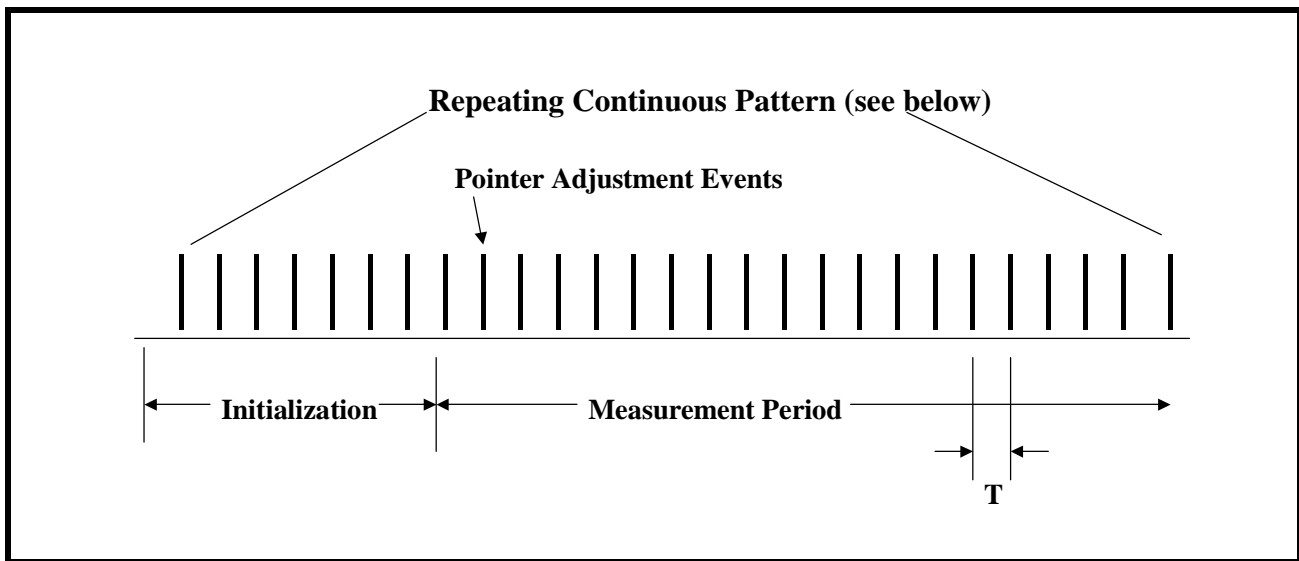 Repeating Continuous Pattern (see below)
Pointer Adjustment Events
Initialization
Measurement Period
T